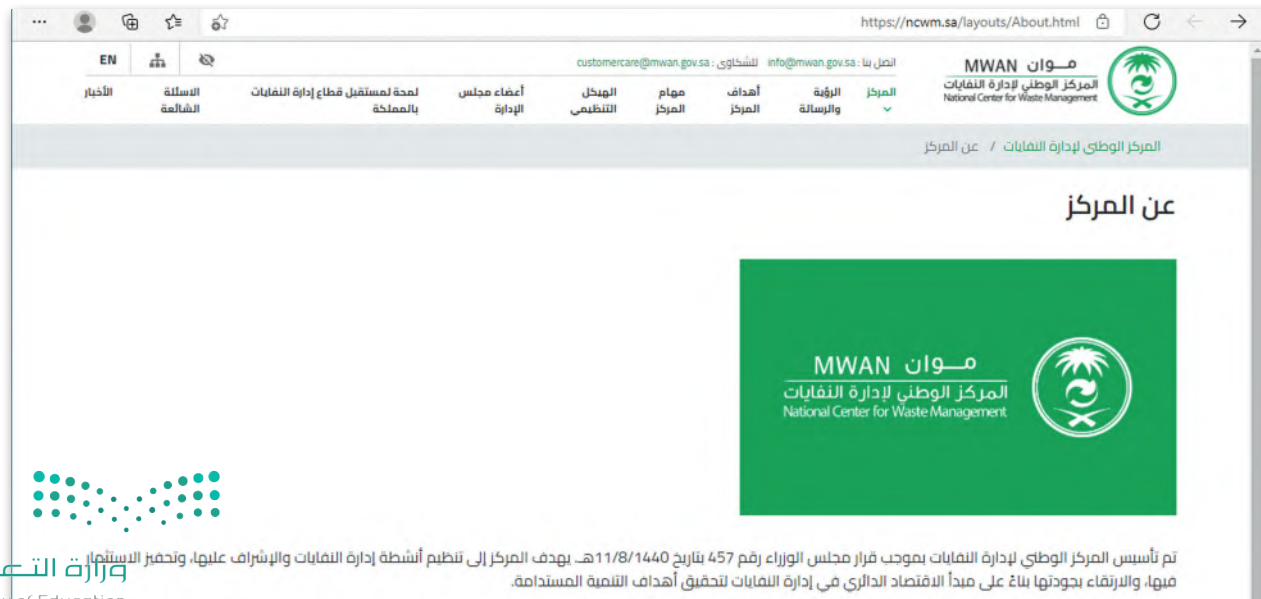 https://ncwm.sa/layouts/About.html
مـــوان MWAN
المركز الوطني لإدارة النفايات
National Center for Waste Management
اتصل بنا : info@mwan.gov.sa للشكاوى : customercare@mwan.gov.sa
EN
المركز
الرؤية والرسالة
أهداف المركز
مهام المركز
الهيكل التنظيمي
أعضاء مجلس الإدارة
لمحة لمستقبل قطاع إدارة النفايات بالمملكة
الاسئلة الشائعة
الأخبار
المركز الوطني لإدارة النفايات / عن المركز
عن المركز
مـــوان MWAN
المركز الوطني لإدارة النفايات
National Center for Waste Management
تم تأسيس المركز الوطني لإدارة النفايات بموجب قرار مجلس الوزراء رقم 457 بتاريخ 11/8/1440هـ. يهدف المركز إلى تنظيم أنشطة إدارة النفايات والإشراف عليها، وتحفيز الاستثمار
فيها، والارتقاء بجودتها بناءً على مبدأ الاقتصاد الدائري في إدارة النفايات لتحقيق أهداف التنمية المستدامة.
وزارة